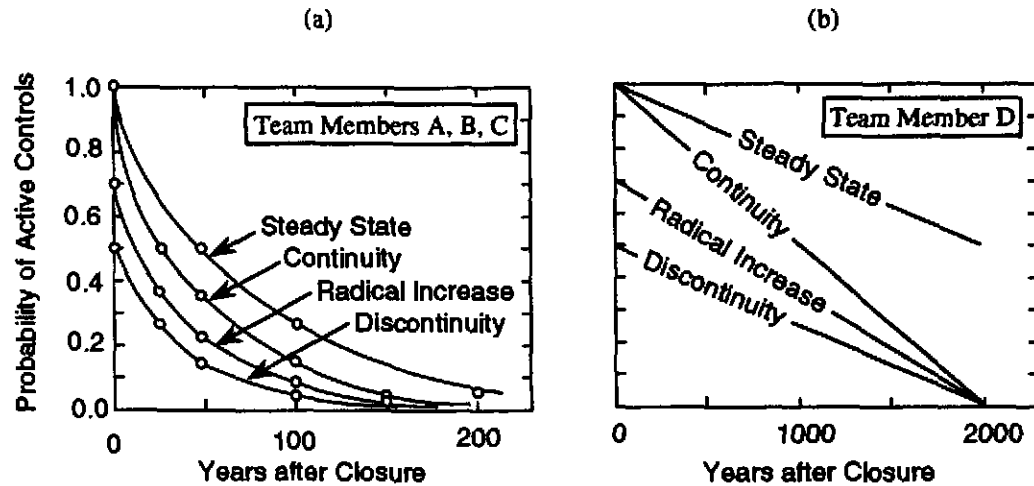 (a)
(b)
Probability of Active Controls
1.0
0.8
0.6
0.4
0.2
0.0
Team Members A, B, C
Steady State
Continuity
Radical Increase
Discontinuity
0
100
200
Years after Closure
Team Member D
Steady State
Continuity
Radical Increase
Discontinuity
0
1000
2000
Years after Closure